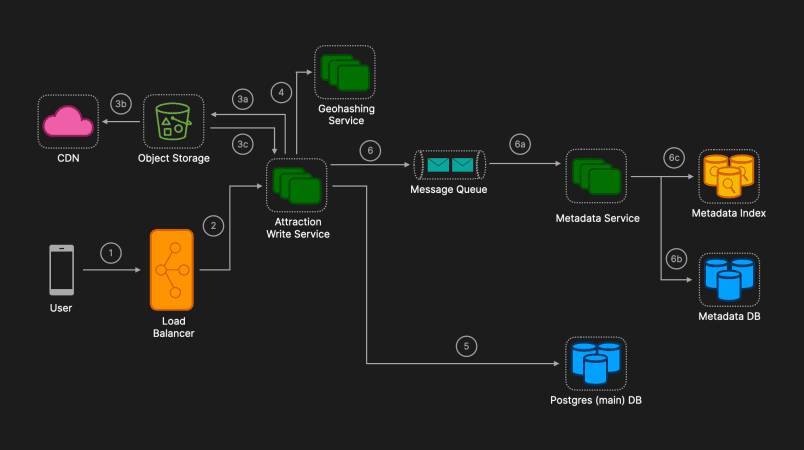 4
Geohashing
Service
3b
3a
3c
CDN
Object Storage
6
6a
6c
Message Queue
Attraction
Write Service
Metadata Service
Metadata Index
2
1
6b
User
Load
Balancer
Metadata DB
5
Postgres (main) DB